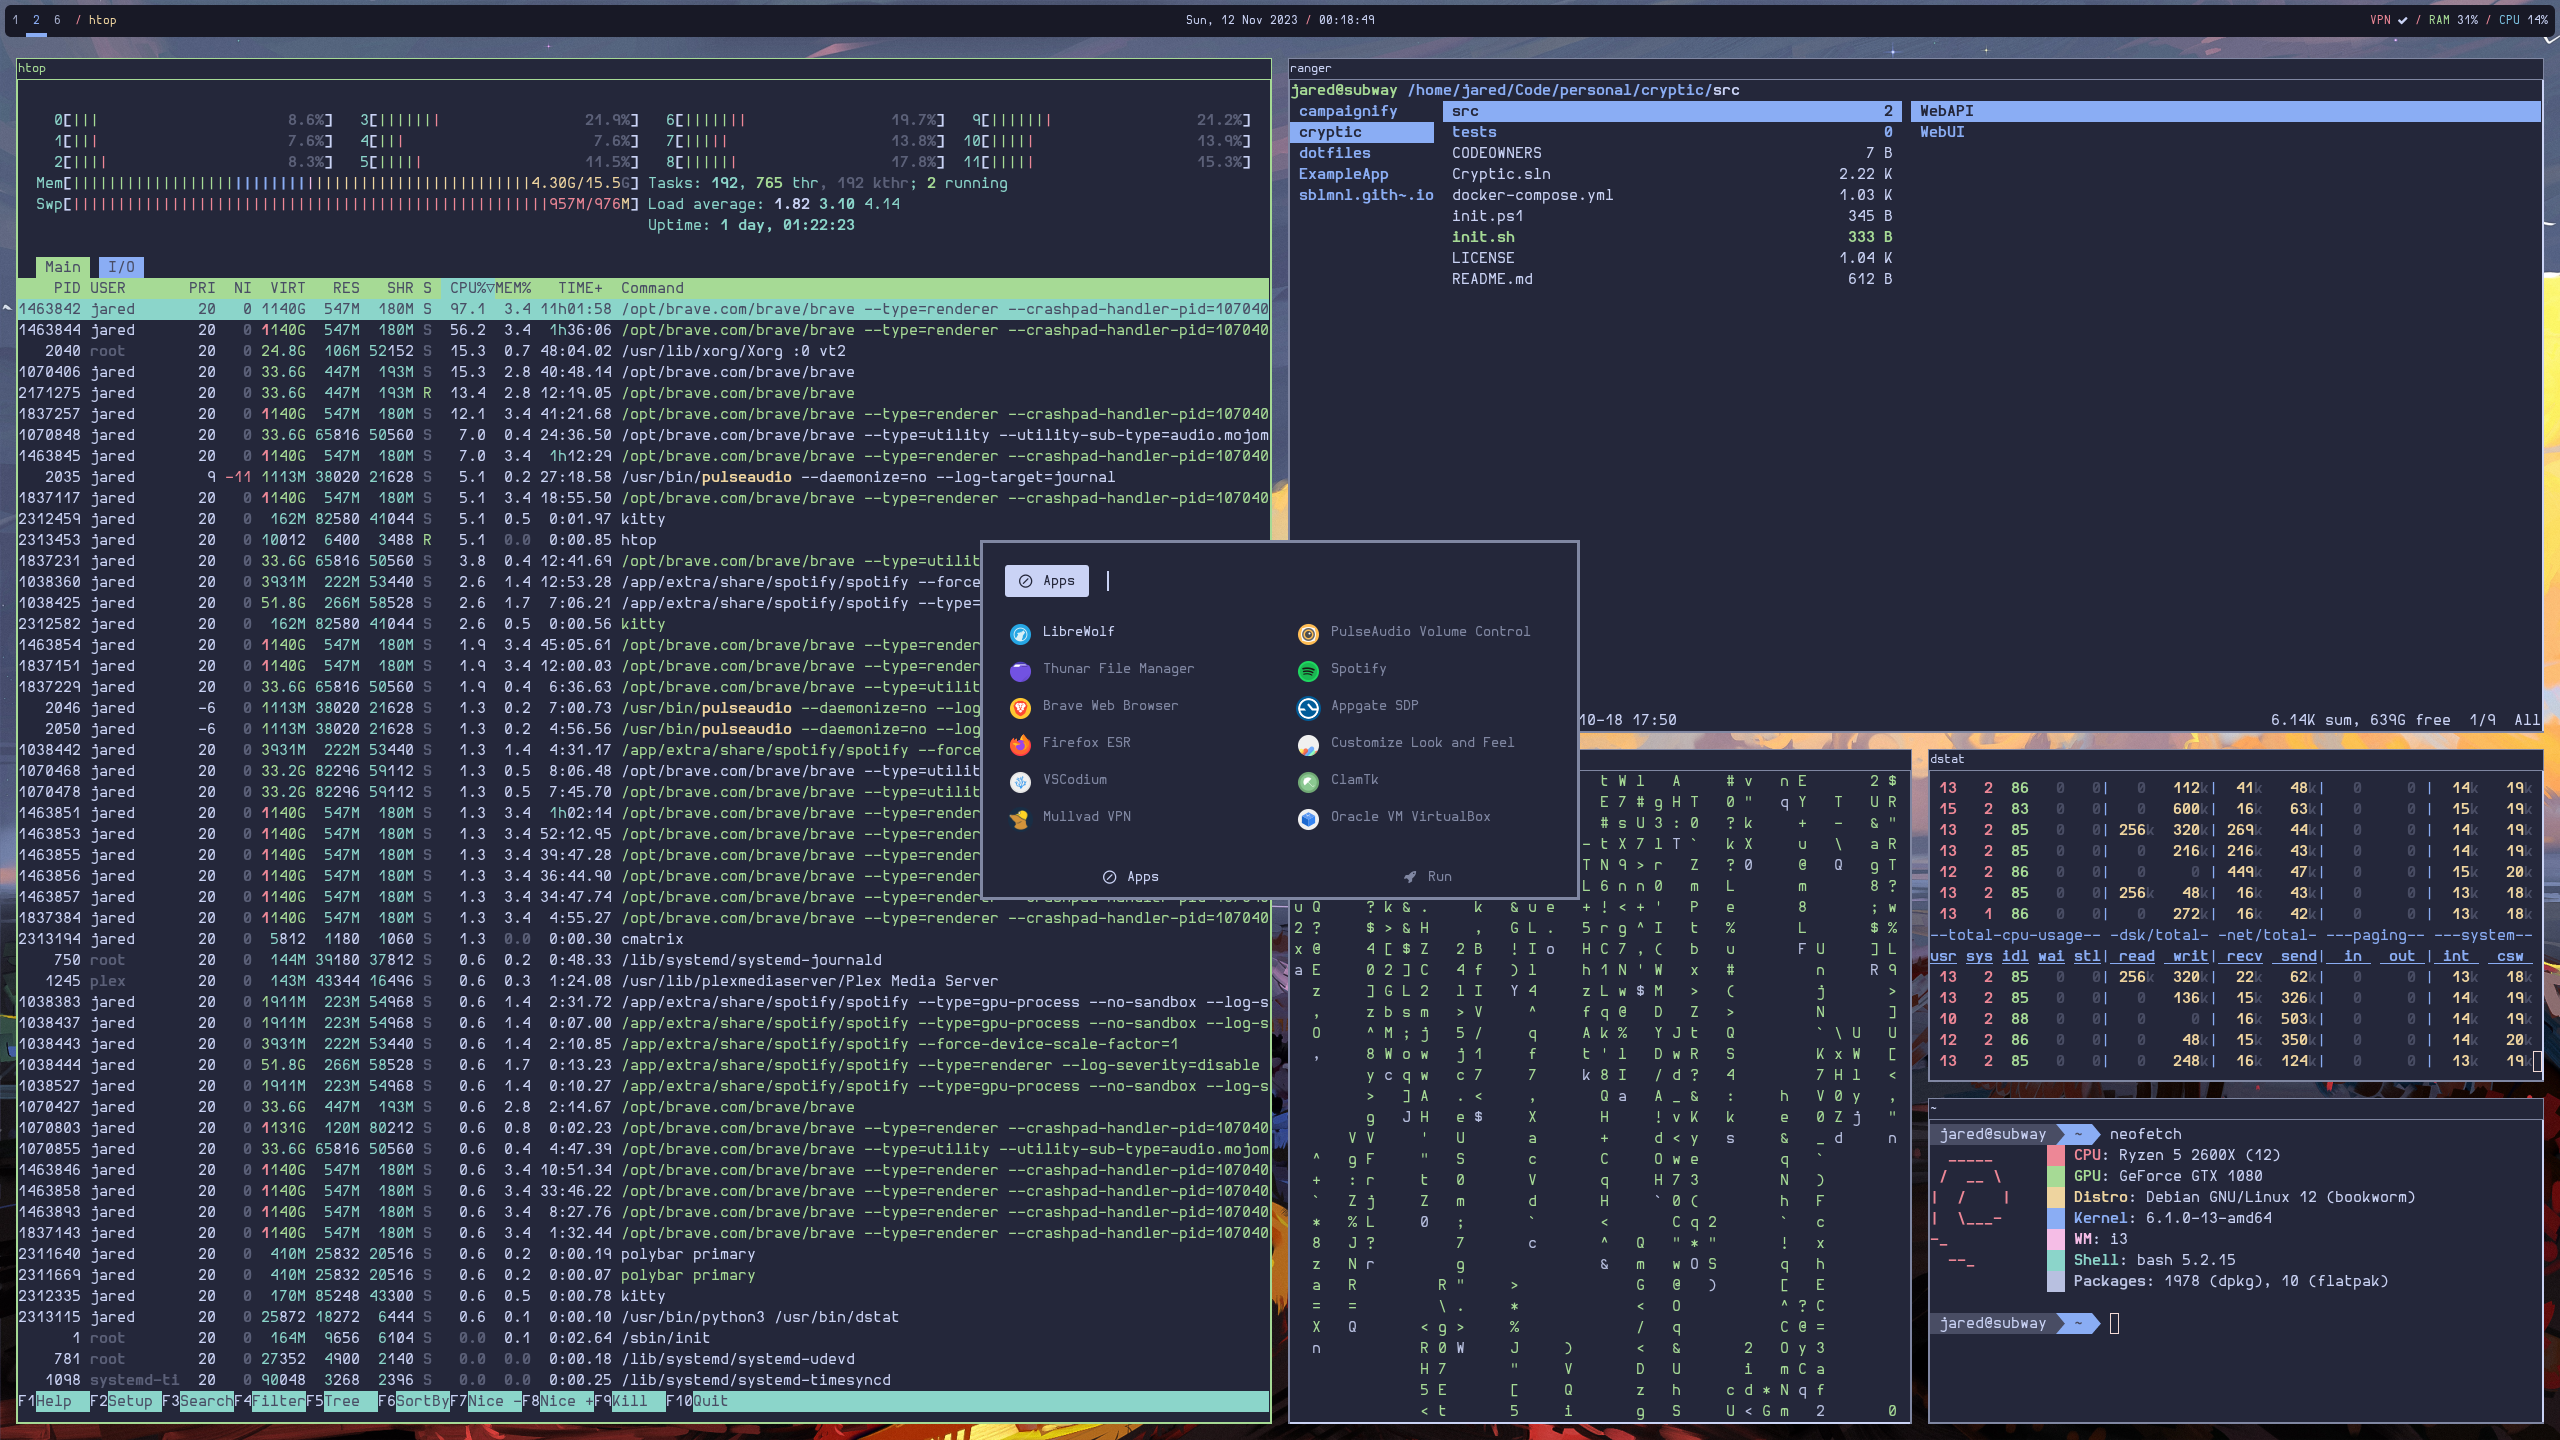 1 2 6 / htop
Sun, 12 Nov 2023 / 00:18:49
VPN ✔ / RAM 31% / CPU 14%
htop
0[||| 8.6%] 3[||||||| 21.9%] 6[||||||| 19.7%] 9[||||||| 21.2%]
1[||| 7.6%] 4[||| 7.6%] 7[||||| 13.8%] 10[||||| 13.9%]
2[|||| 8.3%] 5[||||| 11.5%] 8[|||||| 17.8%] 11[||||| 15.3%]
Mem[4.30G/15.5G] Tasks: 192, 765 thr, 192 kthr; 2 running
Swp[957M/976M] Load average: 1.82 3.10 4.14
Uptime: 1 day, 01:22:23
Main I/O
PID USER PRI NI VIRT RES SHR S CPU%▽MEM% TIME+ Command
1463842 jared 20 0 1140G 547M 180M S 97.1 3.4 11h01:58 /opt/brave.com/brave/brave --type=renderer --crashpad-handler-pid=107040
1463844 jared 20 0 1140G 547M 180M S 56.2 3.4 1h36:06 /opt/brave.com/brave/brave --type=renderer --crashpad-handler-pid=107040
2040 root 20 0 24.8G 106M 52152 S 15.3 0.7 48:04.02 /usr/lib/xorg/Xorg :0 vt2
1070406 jared 20 0 33.6G 447M 193M S 15.3 2.8 40:48.14 /opt/brave.com/brave/brave
2171275 jared 20 0 33.6G 447M 193M R 13.4 2.8 12:19.05 /opt/brave.com/brave/brave
1837257 jared 20 0 1140G 547M 180M S 12.1 3.4 41:21.68 /opt/brave.com/brave/brave --type=renderer --crashpad-handler-pid=107040
1070848 jared 20 0 33.6G 65816 50560 S 7.0 0.4 24:36.50 /opt/brave.com/brave/brave --type=utility --utility-sub-type=audio.mojom
1463845 jared 20 0 1140G 547M 180M S 7.0 3.4 1h12:29 /opt/brave.com/brave/brave --type=renderer --crashpad-handler-pid=107040
2035 jared 9 -11 1113M 38020 21628 S 5.1 0.2 27:18.58 /usr/bin/pulseaudio --daemonize=no --log-target=journal
1837117 jared 20 0 1140G 547M 180M S 5.1 3.4 18:55.50 /opt/brave.com/brave/brave --type=renderer --crashpad-handler-pid=107040
2312459 jared 20 0 162M 82580 41044 S 5.1 0.5 0:01.97 kitty
2313453 jared 20 0 10012 6400 3488 R 5.1 0.0 0:00.85 htop
1837231 jared 20 0 33.6G 65816 50560 S 3.8 0.4 12:41.69 /opt/brave.com/brave/brave --type=utilit
1038360 jared 20 0 3931M 222M 53440 S 2.6 1.4 12:53.28 /app/extra/share/spotify/spotify --force
1038425 jared 20 0 51.8G 266M 58528 S 2.6 1.7 7:06.21 /app/extra/share/spotify/spotify --type=
2312582 jared 20 0 162M 82580 41044 S 2.6 0.5 0:00.56 kitty
1463854 jared 20 0 1140G 547M 180M S 1.9 3.4 45:05.61 /opt/brave.com/brave/brave --type=render
1837151 jared 20 0 1140G 547M 180M S 1.9 3.4 12:00.03 /opt/brave.com/brave/brave --type=render
1837229 jared 20 0 33.6G 65816 50560 S 1.9 0.4 6:36.63 /opt/brave.com/brave/brave --type=utilit
2046 jared -6 0 1113M 38020 21628 S 1.3 0.2 7:00.73 /usr/bin/pulseaudio --daemonize=no --log
2050 jared -6 0 1113M 38020 21628 S 1.3 0.2 4:56.56 /usr/bin/pulseaudio --daemonize=no --log
1038442 jared 20 0 3931M 222M 53440 S 1.3 1.4 4:31.17 /app/extra/share/spotify/spotify --force
1070468 jared 20 0 33.2G 82296 59112 S 1.3 0.5 8:06.48 /opt/brave.com/brave/brave --type=utilit
1070478 jared 20 0 33.2G 82296 59112 S 1.3 0.5 7:45.70 /opt/brave.com/brave/brave --type=utilit
1463851 jared 20 0 1140G 547M 180M S 1.3 3.4 1h02:14 /opt/brave.com/brave/brave --type=render
1463853 jared 20 0 1140G 547M 180M S 1.3 3.4 52:12.95 /opt/brave.com/brave/brave --type=render
1463855 jared 20 0 1140G 547M 180M S 1.3 3.4 39:47.28 /opt/brave.com/brave/brave --type=render
1463856 jared 20 0 1140G 547M 180M S 1.3 3.4 36:44.90 /opt/brave.com/brave/brave --type=render
1463857 jared 20 0 1140G 547M 180M S 1.3 3.4 34:47.74 /opt/brave.com/brave/brave --type=renderer --crashpad-handler-pid=107040
1837384 jared 20 0 1140G 547M 180M S 1.3 3.4 4:55.27 /opt/brave.com/brave/brave --type=renderer --crashpad-handler-pid=107040
2313194 jared 20 0 5812 1180 1060 S 1.3 0.0 0:00.30 cmatrix
750 root 20 0 144M 39180 37812 S 0.6 0.2 0:48.33 /lib/systemd/systemd-journald
1245 plex 20 0 143M 43344 16496 S 0.6 0.3 1:24.08 /usr/lib/plexmediaserver/Plex Media Server
1038383 jared 20 0 1911M 223M 54968 S 0.6 1.4 2:31.72 /app/extra/share/spotify/spotify --type=gpu-process --no-sandbox --log-s
1038437 jared 20 0 1911M 223M 54968 S 0.6 1.4 0:07.00 /app/extra/share/spotify/spotify --type=gpu-process --no-sandbox --log-s
1038443 jared 20 0 3931M 222M 53440 S 0.6 1.4 2:10.85 /app/extra/share/spotify/spotify --force-device-scale-factor=1
1038444 jared 20 0 51.8G 266M 58528 S 0.6 1.7 0:13.23 /app/extra/share/spotify/spotify --type=renderer --log-severity=disable
1038527 jared 20 0 1911M 223M 54968 S 0.6 1.4 0:10.27 /app/extra/share/spotify/spotify --type=gpu-process --no-sandbox --log-s
1070427 jared 20 0 33.6G 447M 193M S 0.6 2.8 2:14.67 /opt/brave.com/brave/brave
1070803 jared 20 0 1131G 120M 80212 S 0.6 0.8 0:02.23 /opt/brave.com/brave/brave --type=renderer --crashpad-handler-pid=107040
1070855 jared 20 0 33.6G 65816 50560 S 0.6 0.4 4:47.39 /opt/brave.com/brave/brave --type=utility --utility-sub-type=audio.mojom
1463846 jared 20 0 1140G 547M 180M S 0.6 3.4 10:51.34 /opt/brave.com/brave/brave --type=renderer --crashpad-handler-pid=107040
1463858 jared 20 0 1140G 547M 180M S 0.6 3.4 33:46.22 /opt/brave.com/brave/brave --type=renderer --crashpad-handler-pid=107040
1463893 jared 20 0 1140G 547M 180M S 0.6 3.4 8:27.76 /opt/brave.com/brave/brave --type=renderer --crashpad-handler-pid=107040
1837143 jared 20 0 1140G 547M 180M S 0.6 3.4 1:32.44 /opt/brave.com/brave/brave --type=renderer --crashpad-handler-pid=107040
2311640 jared 20 0 410M 25832 20516 S 0.6 0.2 0:00.19 polybar primary
2311669 jared 20 0 410M 25832 20516 S 0.6 0.2 0:00.07 polybar primary
2312335 jared 20 0 170M 85248 43300 S 0.6 0.5 0:00.78 kitty
2313115 jared 20 0 25872 18272 6444 S 0.6 0.1 0:00.10 /usr/bin/python3 /usr/bin/dstat
1 root 20 0 164M 9656 6104 S 0.0 0.1 0:02.64 /sbin/init
781 root 20 0 27352 4900 2140 S 0.0 0.0 0:00.18 /lib/systemd/systemd-udevd
1098 systemd-ti 20 0 90048 3268 2396 S 0.0 0.0 0:00.25 /lib/systemd/systemd-timesyncd
F1Help F2Setup F3SearchF4FilterF5Tree F6SortByF7Nice -F8Nice +F9Kill F10Quit
ranger
jared@subway /home/jared/Code/personal/cryptic/src
campaignify src 2 WebAPI
cryptic tests 0 WebUI
dotfiles CODEOWNERS 7 B
ExampleApp Cryptic.sln 2.22 K
sblmnl.gith~.io docker-compose.yml 1.03 K
init.ps1 345 B
init.sh 333 B
LICENSE 1.04 K
README.md 612 B
10-18 17:50 6.14K sum, 639G free 1/9 All
Apps
LibreWolf PulseAudio Volume Control
Thunar File Manager Spotify
Brave Web Browser Appgate SDP
Firefox ESR Customize Look and Feel
VSCodium ClamTk
Mullvad VPN Oracle VM VirtualBox
Apps Run
dstat
13 2 86 0 0| 0 112k| 41k 48k| 0 0 | 14k 19k
15 2 83 0 0| 0 600k| 16k 63k| 0 0 | 15k 19k
13 2 85 0 0| 256k 320k| 269k 44k| 0 0 | 14k 19k
13 2 85 0 0| 0 216k| 216k 43k| 0 0 | 14k 19k
12 2 86 0 0| 0 0 | 449k 47k| 0 0 | 15k 20k
13 2 85 0 0| 256k 48k| 16k 43k| 0 0 | 13k 18k
13 1 86 0 0| 0 272k| 16k 42k| 0 0 | 14k 18k
--total-cpu-usage-- -dsk/total- -net/total- ---paging-- ---system--
usr sys idl wai stl| read writ| recv send| in out | int csw
13 2 85 0 0| 256k 320k| 22k 62k| 0 0 | 13k 18k
13 2 85 0 0| 0 136k| 15k 326k| 0 0 | 14k 19k
10 2 88 0 0| 0 0 | 16k 503k| 0 0 | 14k 19k
12 2 86 0 0| 0 48k| 15k 350k| 0 0 | 14k 20k
13 2 85 0 0| 0 248k| 16k 124k| 0 0 | 13k 19k
~
jared@subway ~ neofetch
CPU: Ryzen 5 2600X (12)
GPU: GeForce GTX 1080
Distro: Debian GNU/Linux 12 (bookworm)
Kernel: 6.1.0-13-amd64
WM: i3
Shell: bash 5.2.15
Packages: 1978 (dpkg), 10 (flatpak)
jared@subway ~